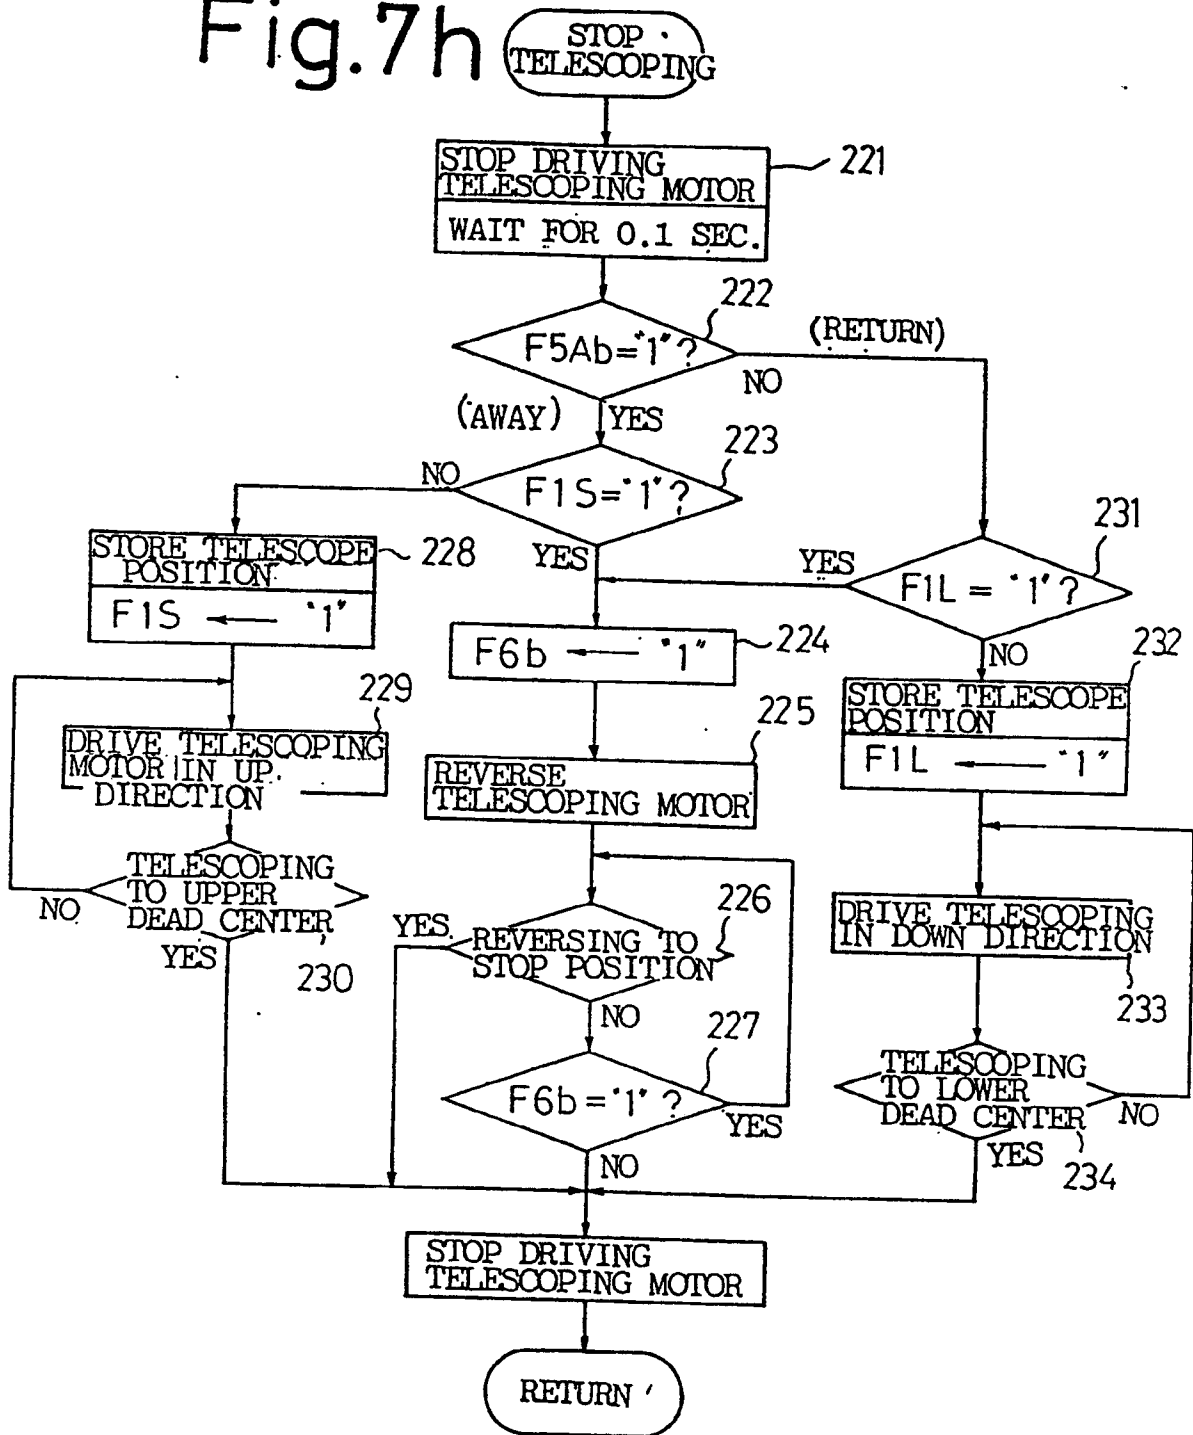 Fig.7h
STOP
TELESCOPING
STOP DRIVING
TELESCOPING MOTOR
WAIT FOR 0.1 SEC.
221
222
F5Ab="1"?
(RETURN)
NO
(AWAY)
YES
223
NO
F1S="1"?
YES
STORE TELESCOPE
POSITION
F1S ← "1"
228
231
YES
F1L = "1"?
NO
F6b ← "1"
224
232
STORE TELESCOPE
POSITION
F1L ← "1"
229
DRIVE TELESCOPING
MOTOR IN UP
DIRECTION
225
REVERSE
TELESCOPING MOTOR
TELESCOPING
TO UPPER
DEAD CENTER
NO
YES
230
226
YES
REVERSING TO
STOP POSITION
NO
DRIVE TELESCOPING
IN DOWN DIRECTION
233
227
F6b="1"?
YES
NO
TELESCOPING
TO LOWER
DEAD CENTER
NO
YES
234
STOP DRIVING
TELESCOPING MOTOR
RETURN